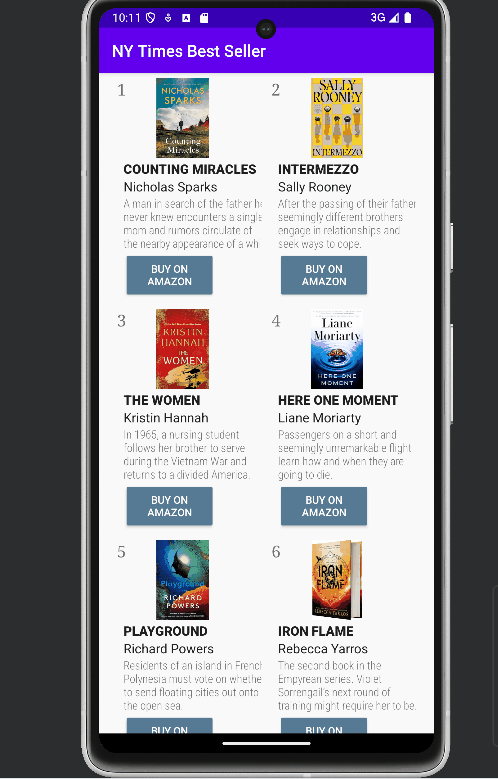 10:11
3G
NY Times Best Seller
1
NICHOLAS
SPARKS
Counting
Miracles
COUNTING MIRACLES
Nicholas Sparks
A man in search of the father h
never knew encounters a single
mom and rumors circulate of
the nearby appearance of a wh
BUY ON
AMAZON
2
SALLY
ROONEY
INTERMEZZO
INTERMEZZO
Sally Rooney
After the passing of their father
seemingly different brothers
engage in relationships and
seek ways to cope.
BUY ON
AMAZON
3
KRISTIN
HANNAH
THE
WOMEN
THE WOMEN
Kristin Hannah
In 1965, a nursing student
follows her brother to serve
during the Vietnam War and
returns to a divided America.
BUY ON
AMAZON
4
Liane
Moriarty
HERE ONE
MOMENT
HERE ONE MOMENT
Liane Moriarty
Passengers on a short and
seemingly unremarkable flight
learn how and when they are
going to die.
BUY ON
AMAZON
5
Playground
RICHARD
POWERS
PLAYGROUND
Richard Powers
Residents of an island in French
Polynesia must vote on whethe
to send floating cities out onto
the open sea.
BUY ON
6
IRON
FLAME
REBECCA YARROS
IRON FLAME
Rebecca Yarros
The second book in the
Empyrean series. Violet
Sorrengail's next round of
training might require her to be
BUY ON